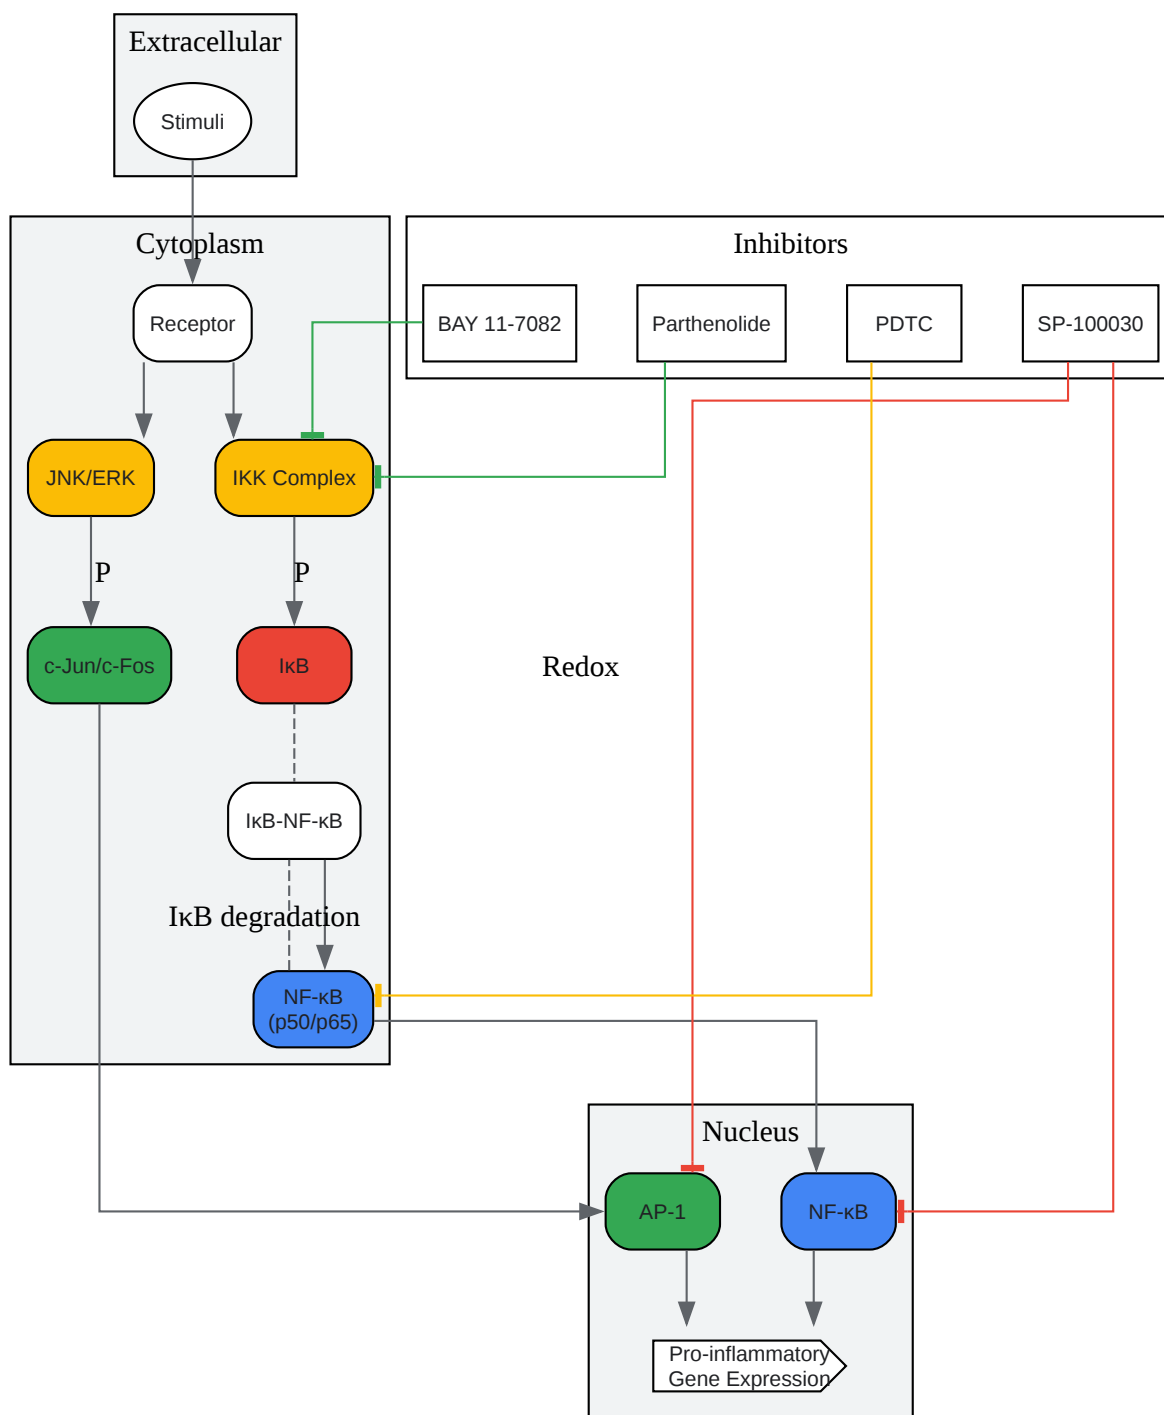 Extracellular
Stimuli
Cytoplasm
Inhibitors
Receptor
BAY 11-7082
Parthenolide
PDTC
SP-100030
JNK/ERK
IKK Complex
P
P
c-Jun/c-Fos
IκB
Redox
IκB-NF-κB
IκB degradation
NF-κB
(p50/p65)
Nucleus
AP-1
NF-κB
Pro-inflammatory
Gene Expression